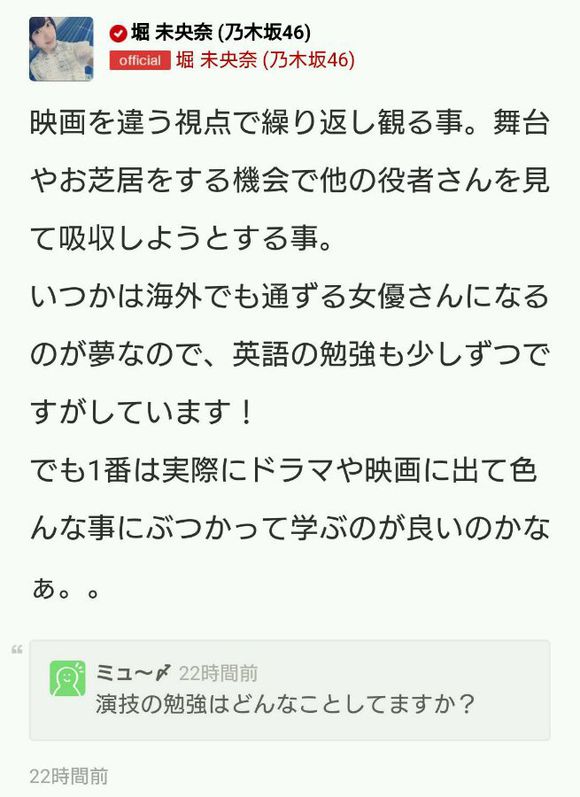 堀 未央奈 (乃木坂46)
official 堀 未央奈 (乃木坂46)
映画を違う視点で繰り返し観る事。舞台
やお芝居をする機会で他の役者さんを見
て吸収しようとする事。
いつかは海外でも通ずる女優さんになる
のが夢なので、英語の勉強も少しずつで
すがしています！
でも1番は実際にドラマや映画に出て色
んな事にぶつかって学ぶのが良いのかな
ぁ。。
ミュ〜〆 22時間前
演技の勉強はどんなことしてますか？
22時間前